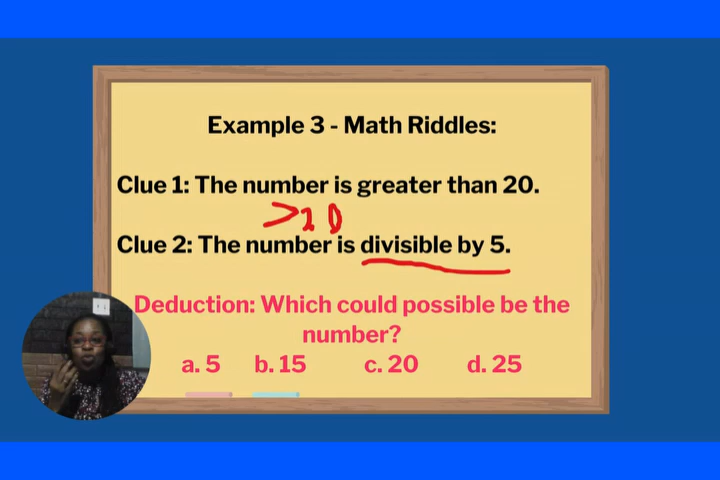 Example 3 - Math Riddles:
Clue 1: The number is greater than 20.
>20
Clue 2: The number is divisible by 5.
Deduction: Which could possible be the
number?
a. 5 b. 15 c. 20 d. 25